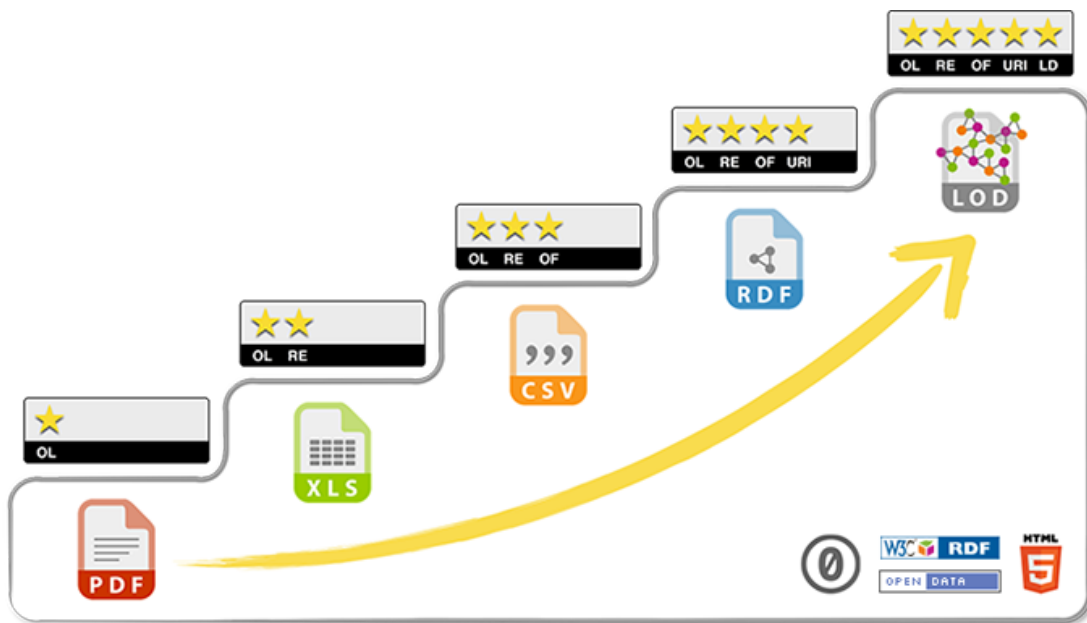 OL RE OF URI LD
OL RE OF URI
LOD
OL RE OF
RDF
OL RE
CSV
OL
XLS
PDF
0
W3C RDF
OPEN DATA
HTML
5